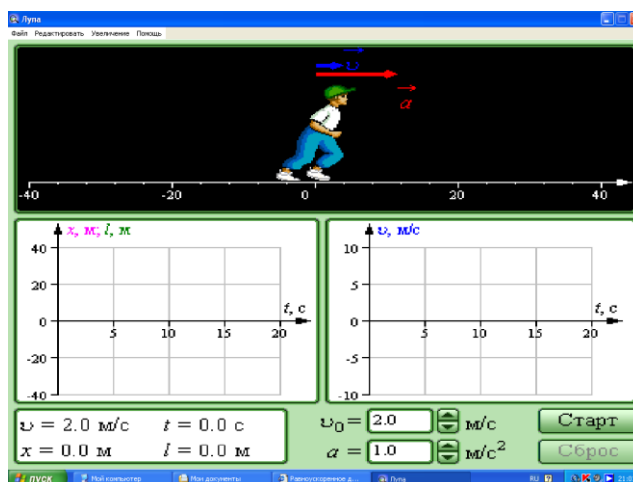 Лупа
Файл Редактировать Увеличение Помощь
υ
a
-40 -20 0 20 40
x, м; l, м
40
20
0
-20
-40
5 10 15 20
t, с
υ, м/с
10
5
0
-5
-10
5 10 15 20
t, с
υ = 2.0 м/с t = 0.0 с
x = 0.0 м l = 0.0 м
υ₀= 2.0 м/с
a = 1.0 м/с²
Старт
Сброс
пуск Мой компьютер Мои документы Равноускоренное д... Лупа RU